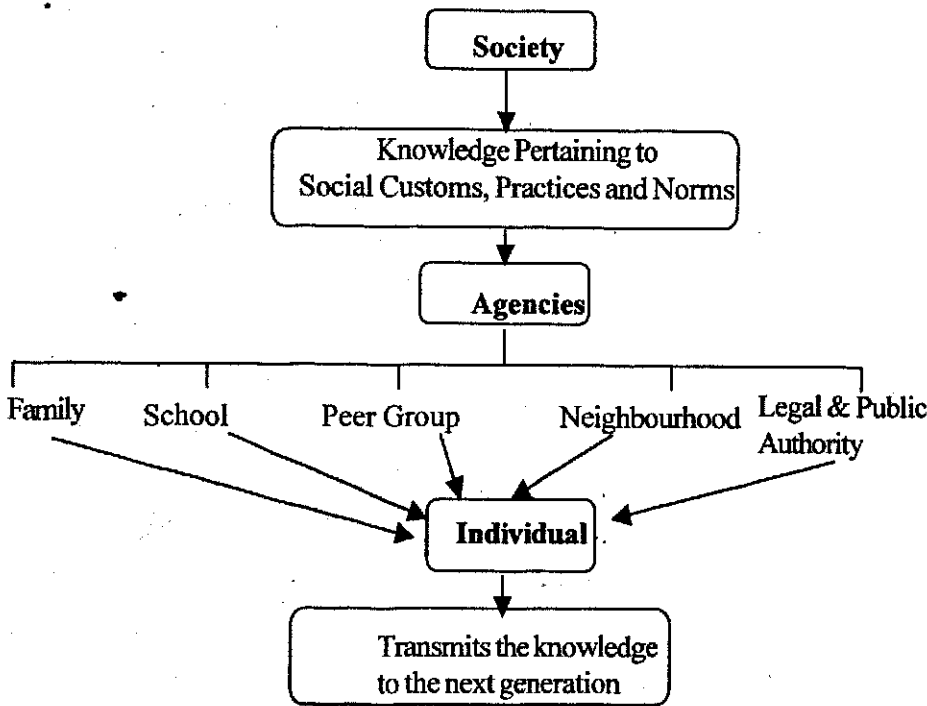 Society
Knowledge Pertaining to
Social Customs, Practices and Norms
Agencies
Family
School
Peer Group
Neighbourhood
Legal & Public
Authority
Individual
Transmits the knowledge
to the next generation